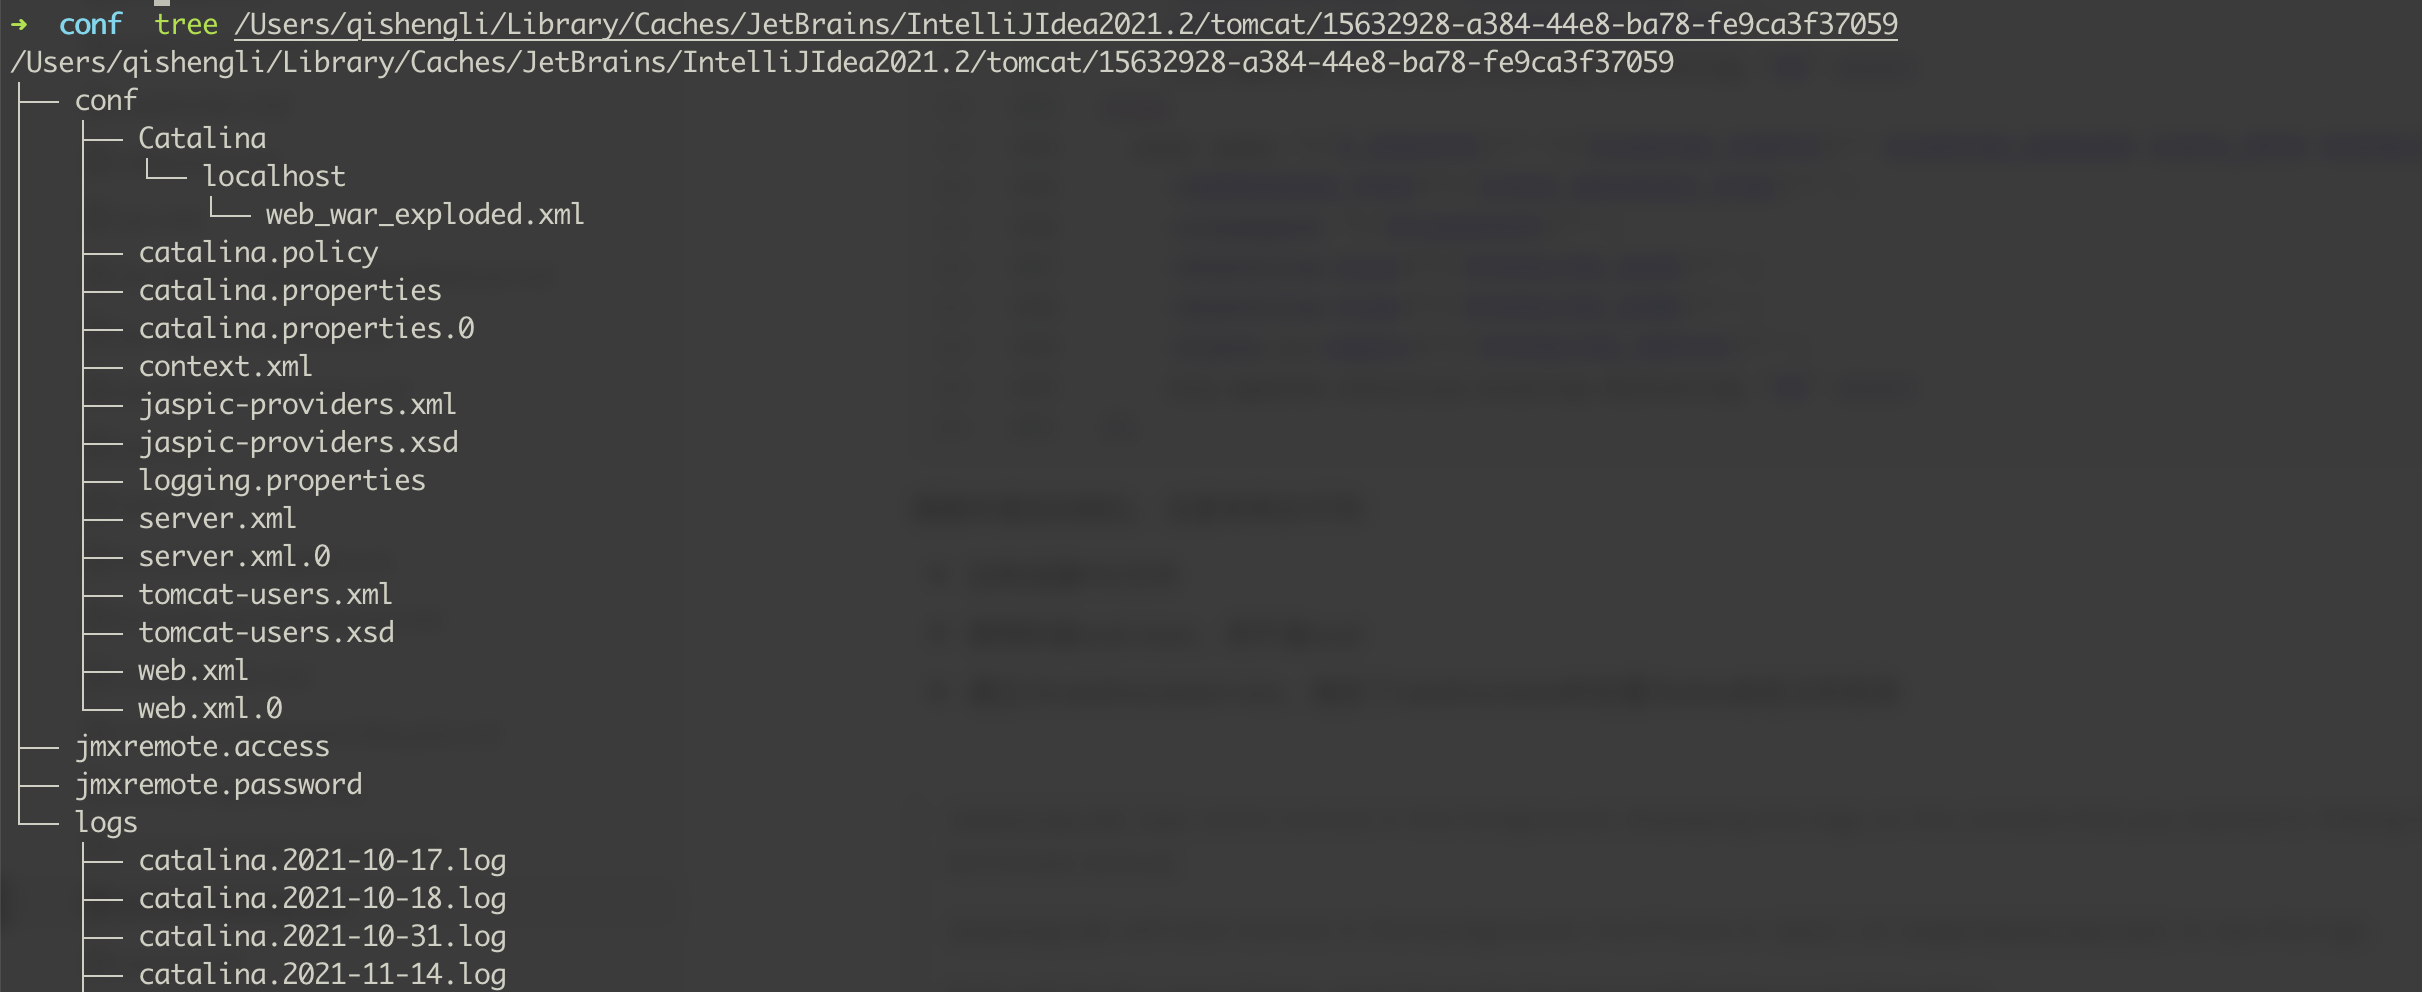 ➜  conf  tree /Users/qishengli/Library/Caches/JetBrains/IntelliJIdea2021.2/tomcat/15632928-a384-44e8-ba78-fe9ca3f37059
/Users/qishengli/Library/Caches/JetBrains/IntelliJIdea2021.2/tomcat/15632928-a384-44e8-ba78-fe9ca3f37059
├── conf
│   ├── Catalina
│   │   └── localhost
│   │       └── web_war_exploded.xml
│   ├── catalina.policy
│   ├── catalina.properties
│   ├── catalina.properties.0
│   ├── context.xml
│   ├── jaspic-providers.xml
│   ├── jaspic-providers.xsd
│   ├── logging.properties
│   ├── server.xml
│   ├── server.xml.0
│   ├── tomcat-users.xml
│   ├── tomcat-users.xsd
│   ├── web.xml
│   └── web.xml.0
├── jmxremote.access
├── jmxremote.password
└── logs
    ├── catalina.2021-10-17.log
    ├── catalina.2021-10-18.log
    ├── catalina.2021-10-31.log
    ├── catalina.2021-11-14.log